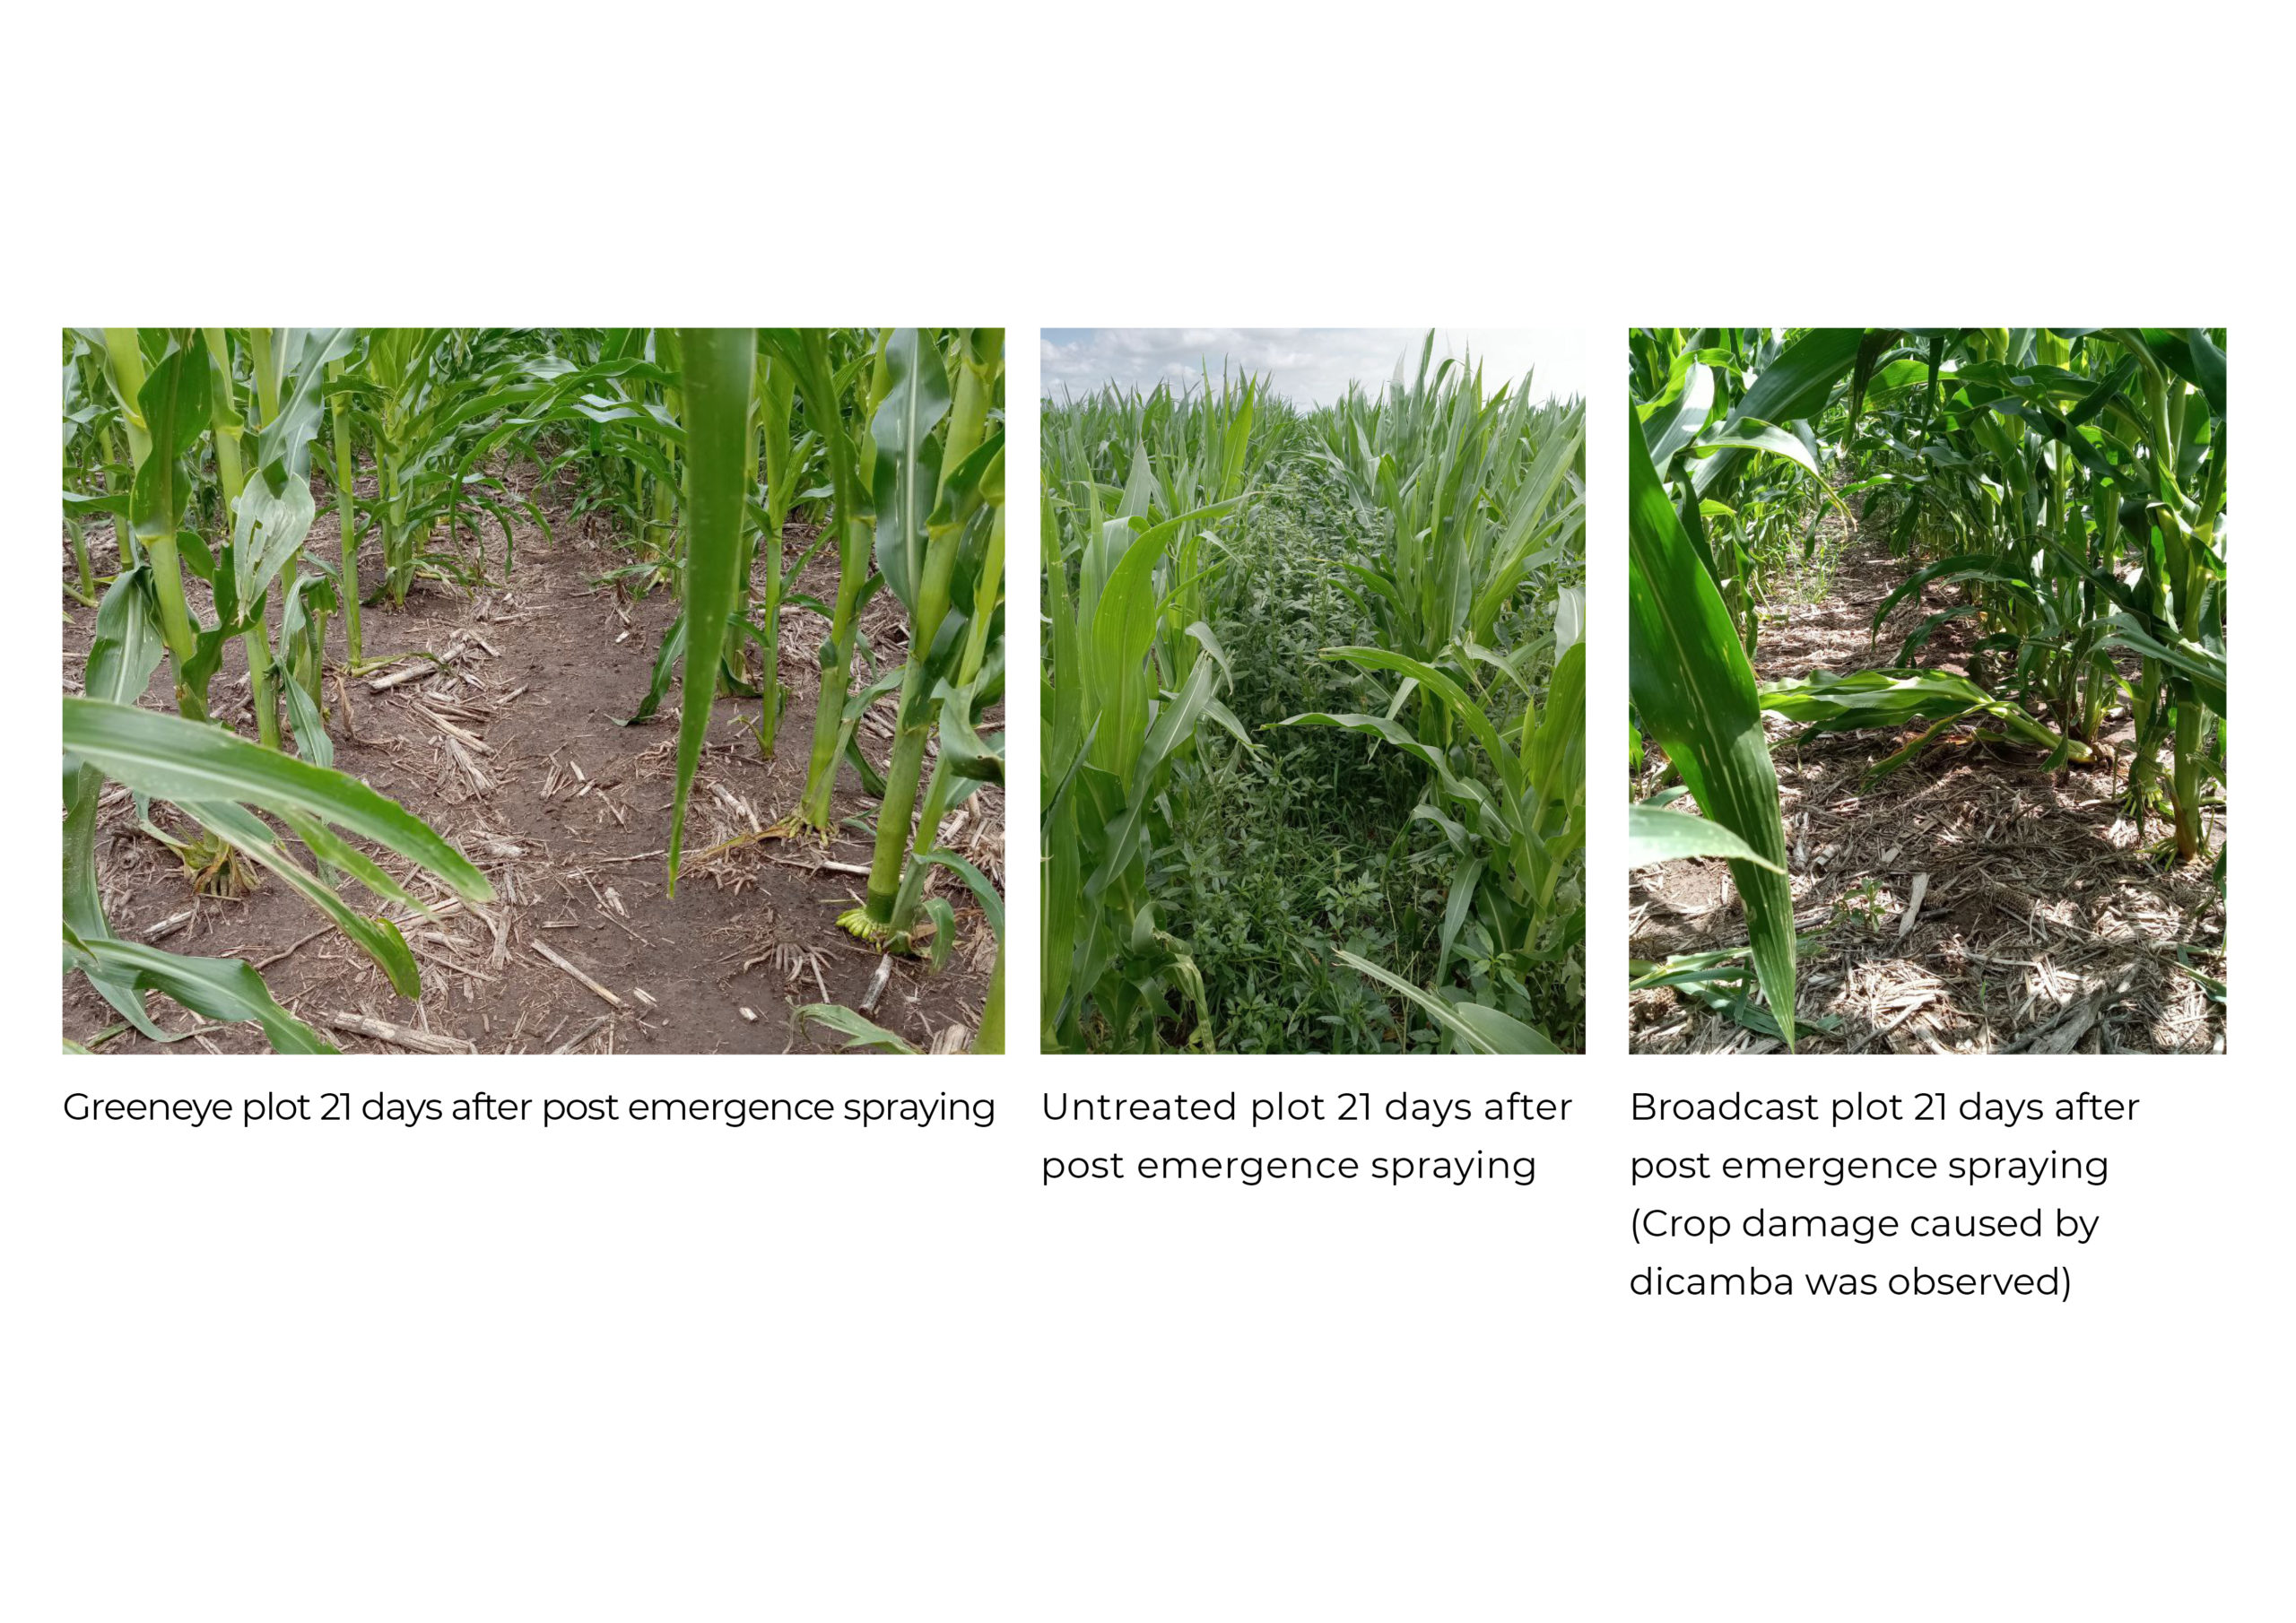 Greeneye plot 21 days after post emergence spraying
Untreated plot 21 days after
post emergence spraying
Broadcast plot 21 days after
post emergence spraying
(Crop damage caused by
dicamba was observed)